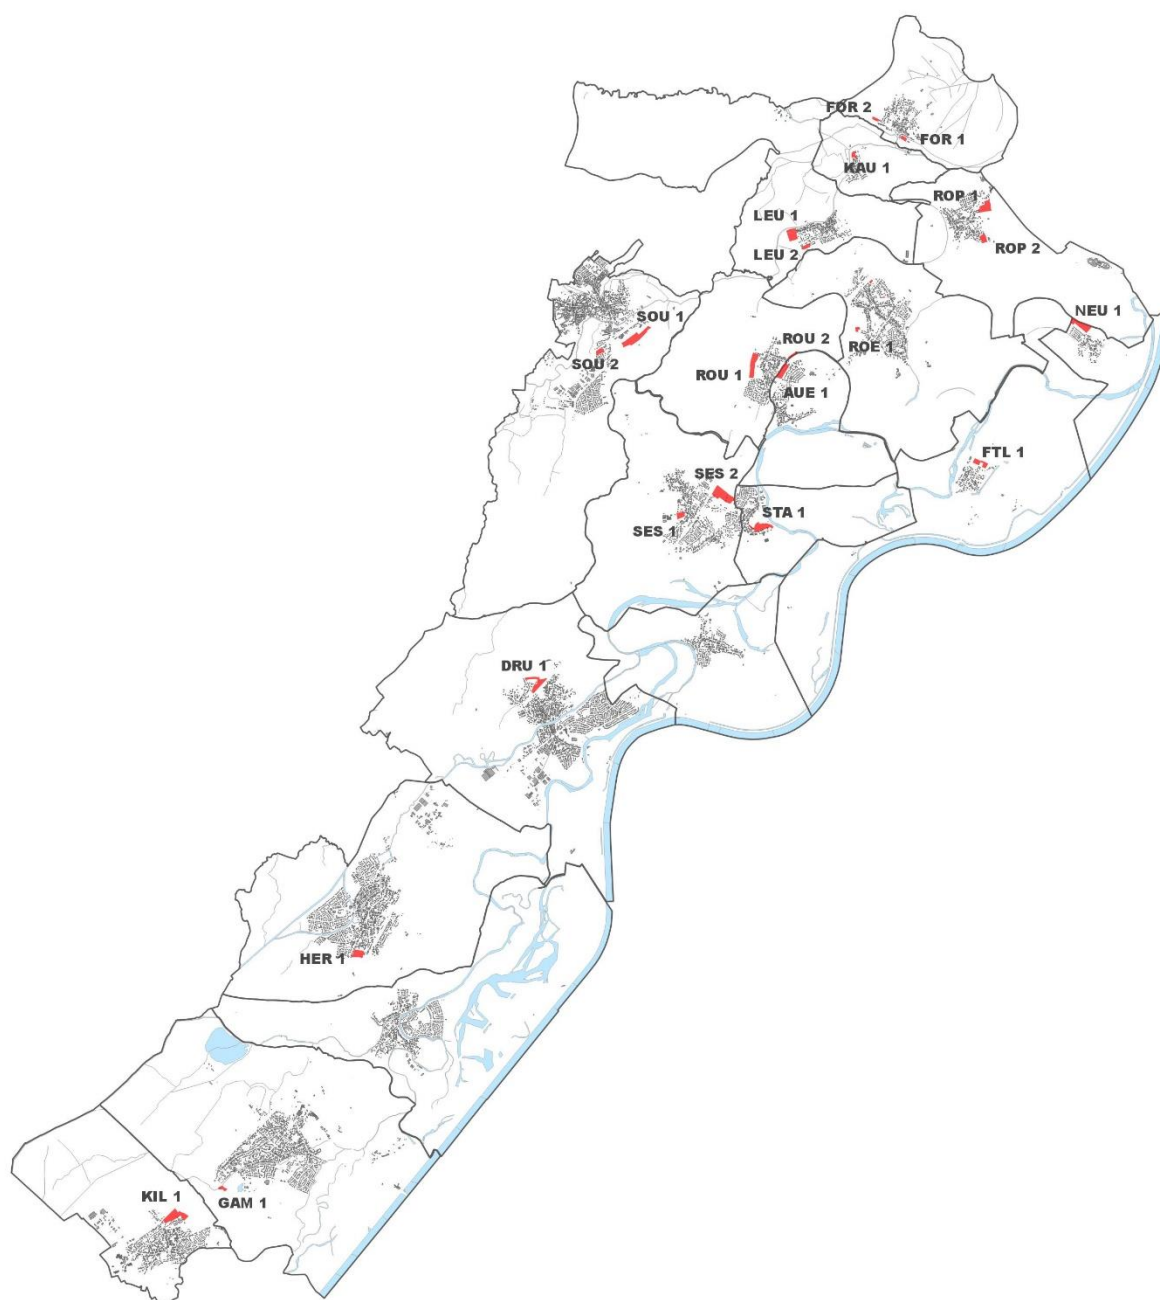 FOR 2
FOR 1
KAU 1
ROP 1
LEU 1
ROP 2
LEU 2
NEU 1
SOU 1
ROU 2
ROE 1
SOU 2
ROU 1
AUE 1
FTL 1
SES 2
STA 1
SES 1
DRU 1
HER 1
KIL 1
GAM 1